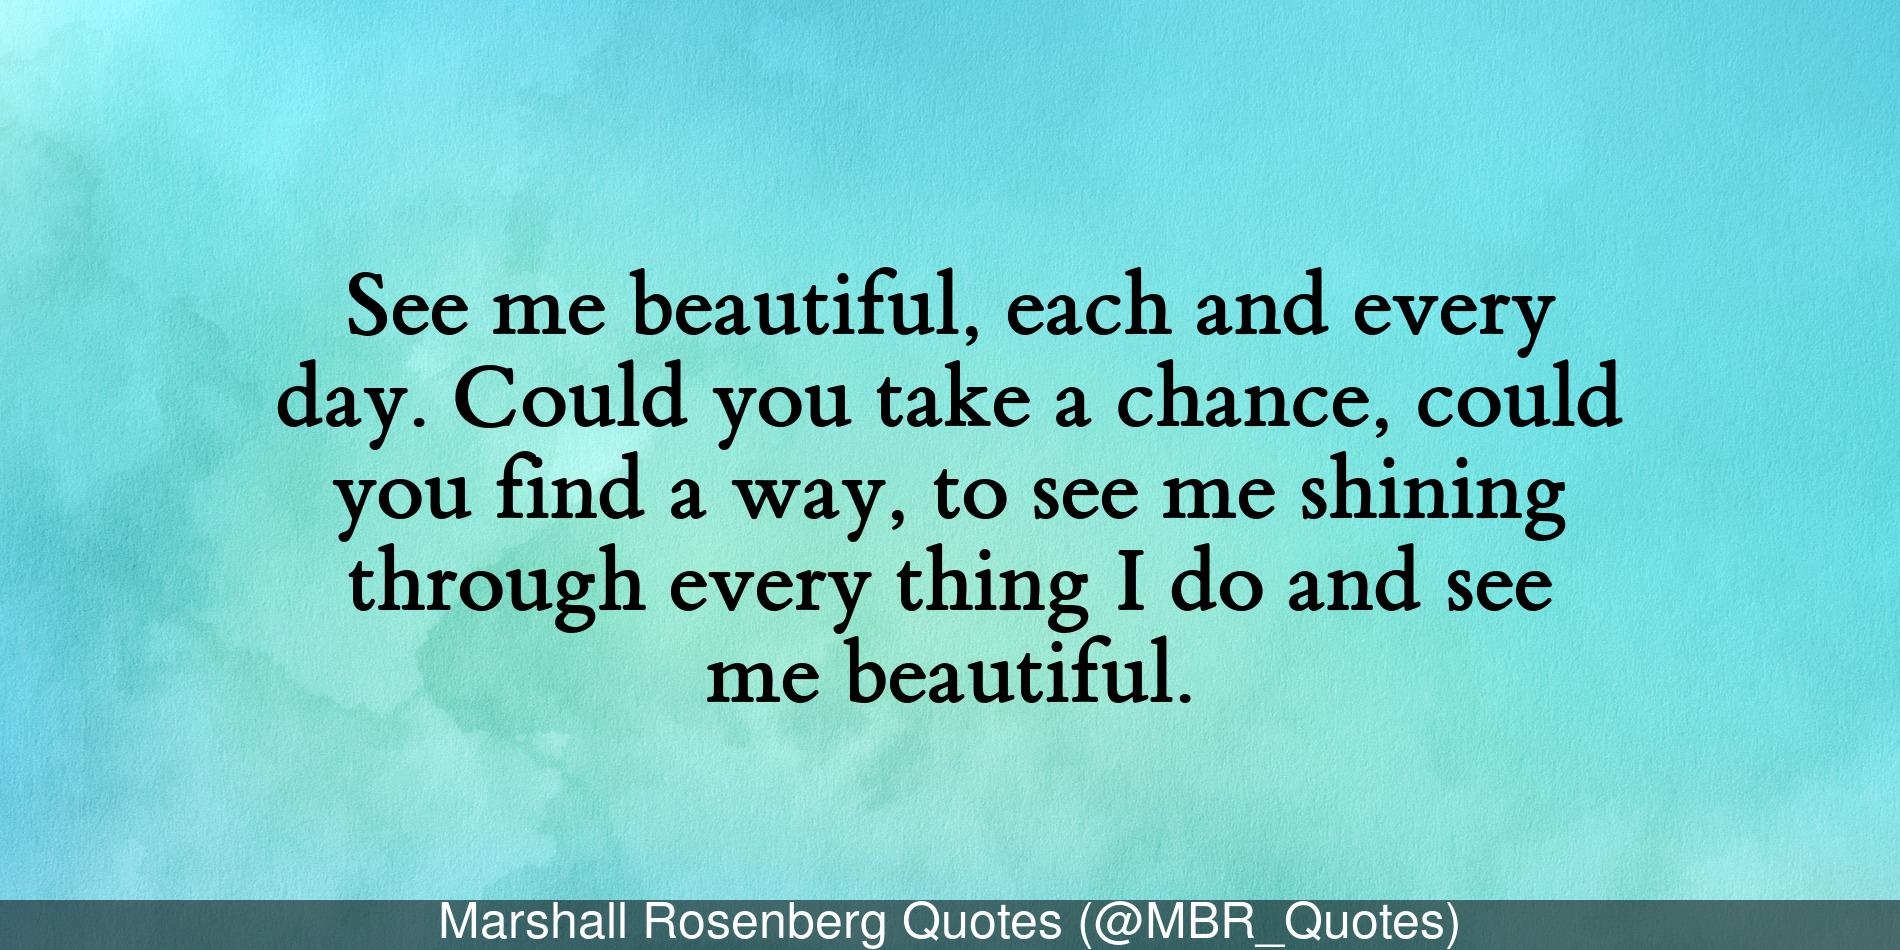 See me beautiful, each and every
day. Could you take a chance, could
you find a way, to see me shining
through every thing I do and see
me beautiful.
Marshall Rosenberg Quotes (@MBR_Quotes)